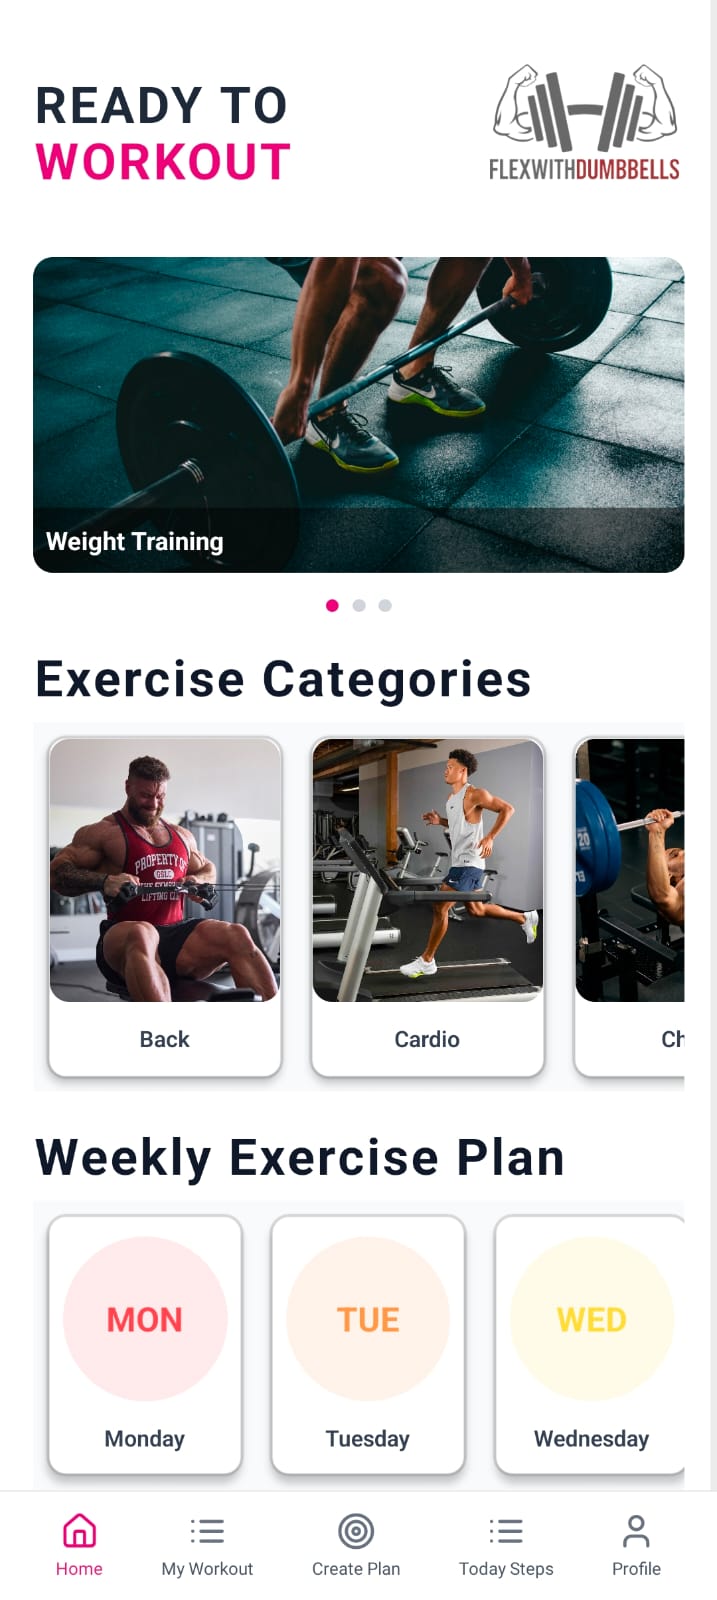 READY TO
WORKOUT
FLEXWITHDUMBBELLS
Weight Training
Exercise Categories
PROPERTY OF
LIFTING
20
Back
Cardio
Ch
Weekly Exercise Plan
MON
TUE
WED
Monday
Tuesday
Wednesday
Home
My Workout
Create Plan
Today Steps
Profile